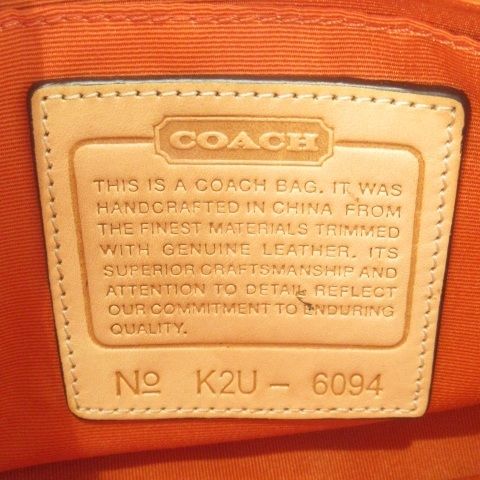 COACH
THIS IS A COACH BAG. IT WAS
HANDCRAFTED IN CHINA FROM
THE FINEST MATERIALS TRIMMED
WITH GENUINE LEATHER. ITS
SUPERIOR CRAFTSMANSHIP AND
ATTENTION TO DETAIL REFLECT
OUR COMMITMENT TO ENDURING
QUALITY.
No K2U - 6094